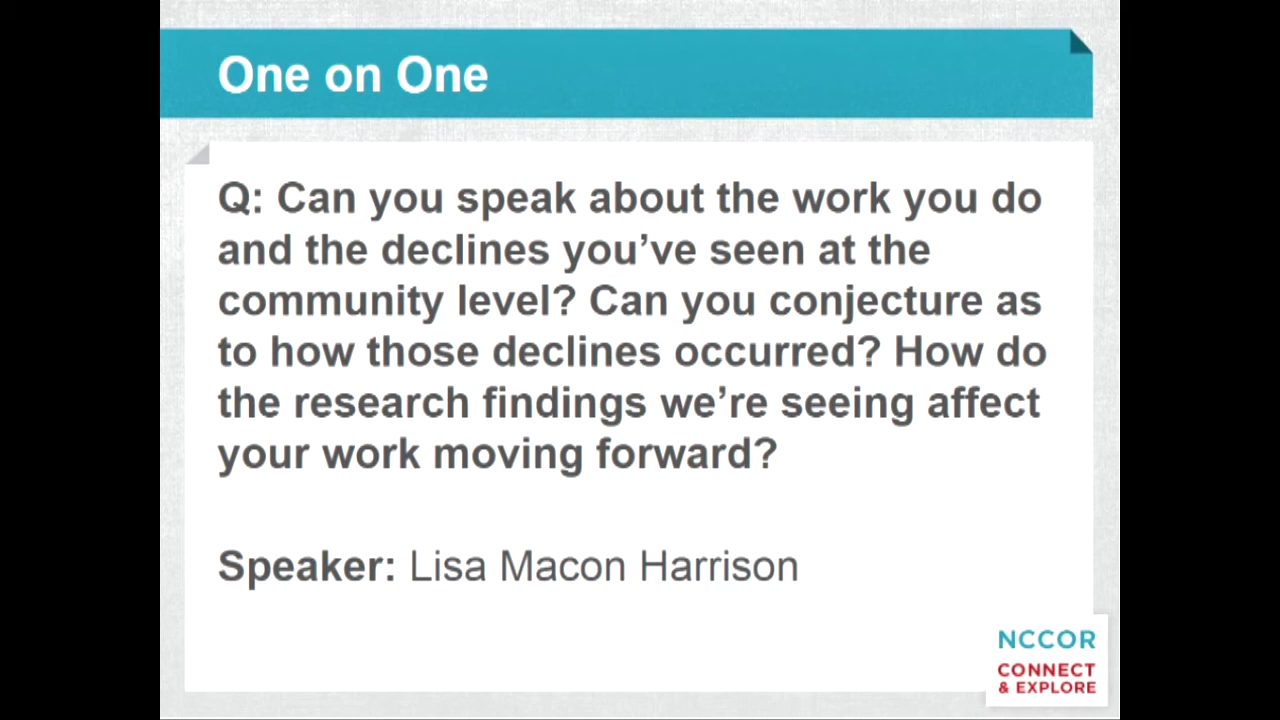 One on One
Q: Can you speak about the work you do
and the declines you’ve seen at the
community level? Can you conjecture as
to how those declines occurred? How do
the research findings we’re seeing affect
your work moving forward?
Speaker: Lisa Macon Harrison
NCCOR
CONNECT
& EXPLORE